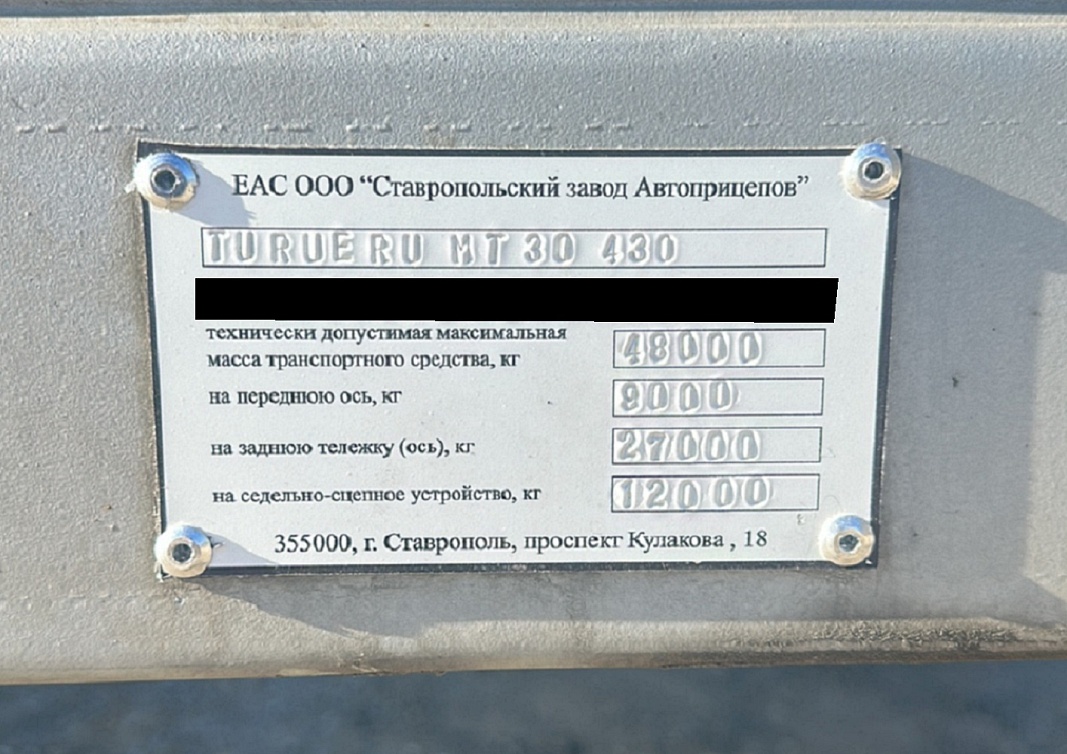 ЕАС ООО “Ставропольский завод Автоприцепов”
TURUERU MT 30 430
технически допустимая максимальная
масса транспортного средства, кг 48000
на переднюю ось, кг 9000
на заднюю тележку (ось), кг 27000
на седельно-сцепное устройство, кг 12000
355000, г. Ставрополь, проспект Кулакова , 18